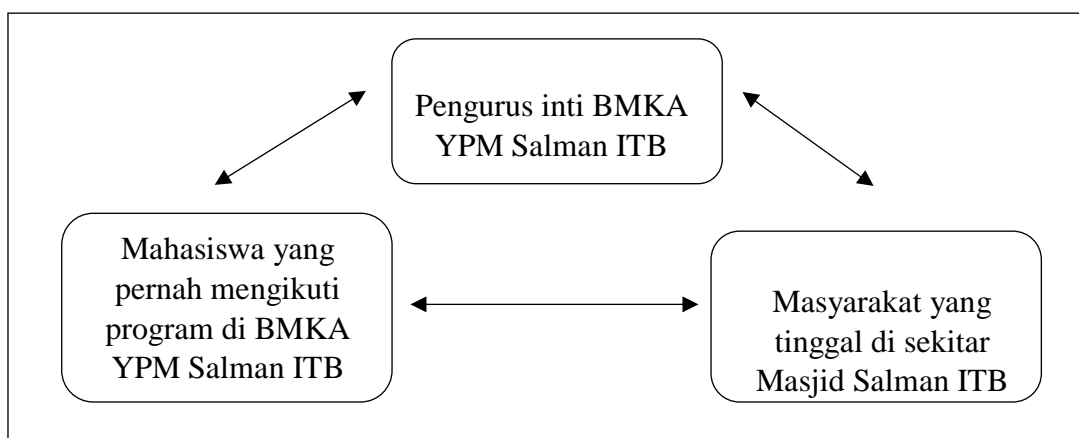 Pengurus inti BMKA
YPM Salman ITB
Mahasiswa yang
pernah mengikuti
program di BMKA
YPM Salman ITB
Masyarakat yang
tinggal di sekitar
Masjid Salman ITB